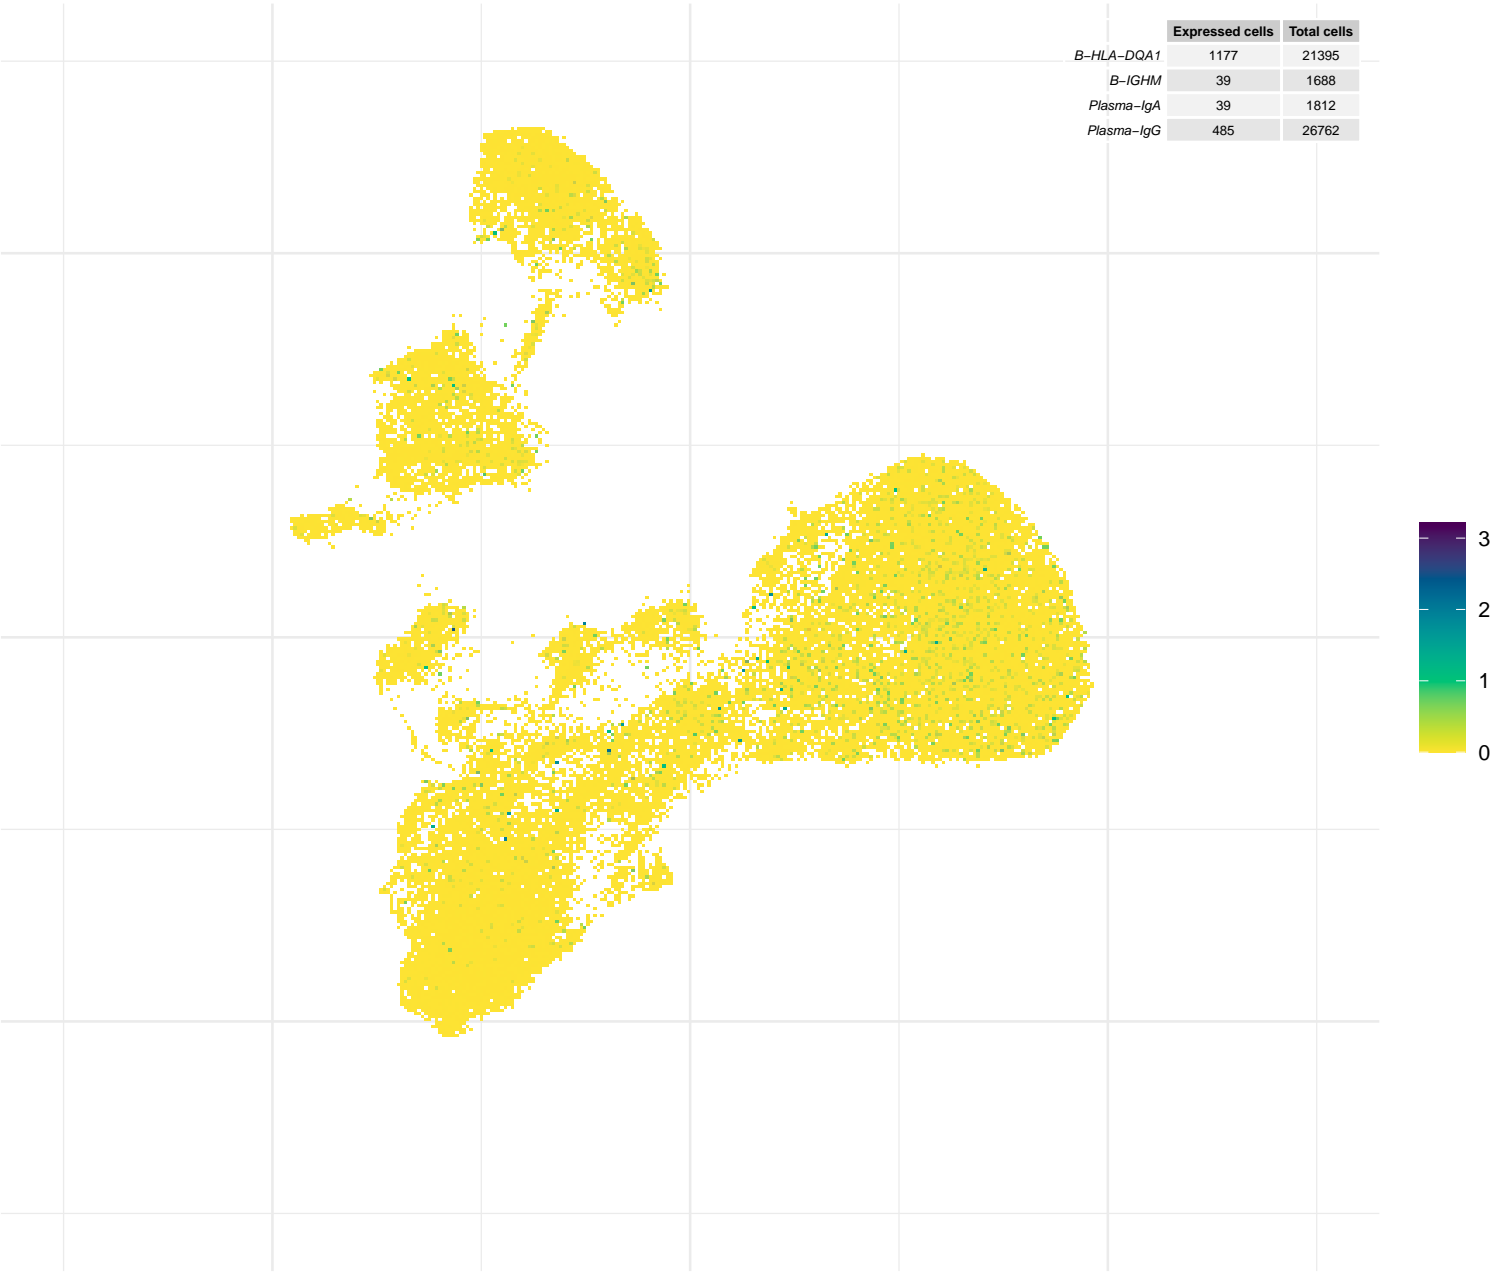 Expressed cells Total cells
B−HLA−DQA1 1177 21395
B−IGHM 39 1688
Plasma−IgA 39 1812
Plasma−IgG 485 26762
3
2
1
0